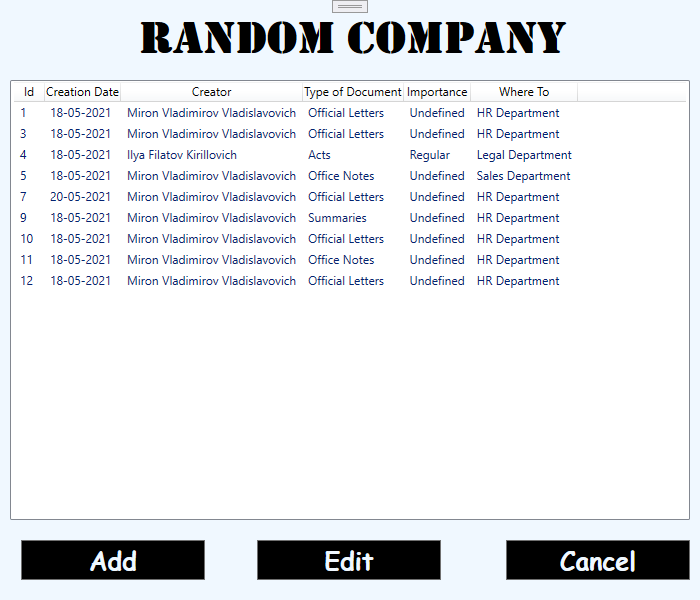 RANDOM COMPANY
Id Creation Date Creator Type of Document Importance Where To
1 18-05-2021 Miron Vladimirov Vladislavovich Official Letters Undefined HR Department
3 18-05-2021 Miron Vladimirov Vladislavovich Official Letters Undefined HR Department
4 18-05-2021 Ilya Filatov Kirillovich Acts Regular Legal Department
5 18-05-2021 Miron Vladimirov Vladislavovich Office Notes Undefined Sales Department
7 20-05-2021 Miron Vladimirov Vladislavovich Official Letters Undefined HR Department
9 18-05-2021 Miron Vladimirov Vladislavovich Summaries Undefined HR Department
10 18-05-2021 Miron Vladimirov Vladislavovich Official Letters Undefined HR Department
11 18-05-2021 Miron Vladimirov Vladislavovich Office Notes Undefined HR Department
12 18-05-2021 Miron Vladimirov Vladislavovich Official Letters Undefined HR Department
Add Edit Cancel